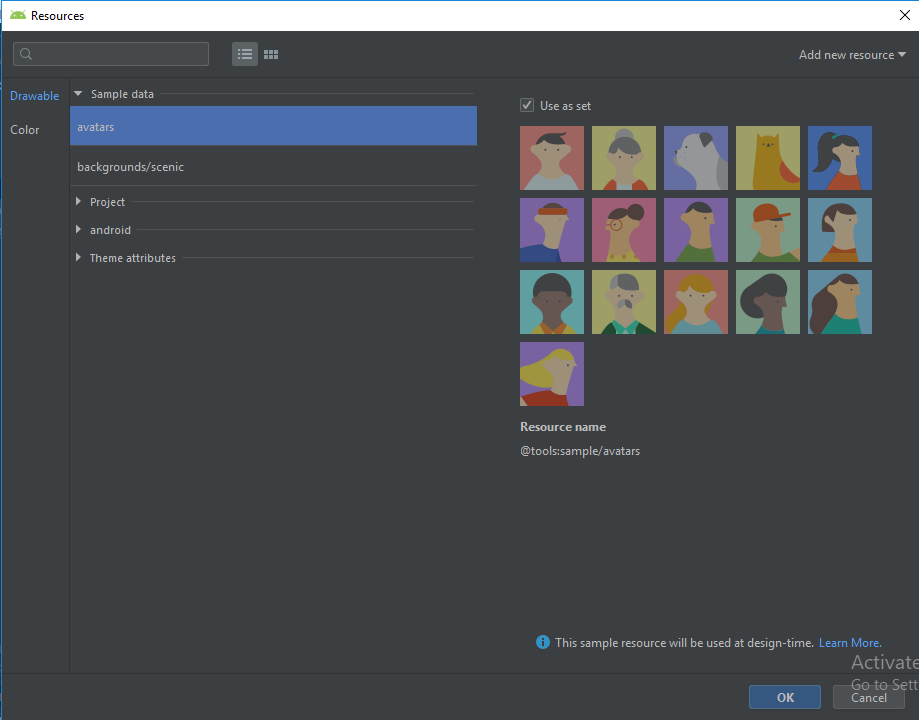 Resources
Add new resource
Drawable
Color
Sample data
avatars
backgrounds/scenic
Project
android
Theme attributes
Use as set
Resource name
@tools:sample/avatars
This sample resource will be used at design-time. Learn More.
Activate
Go to Sett
OK
Cancel